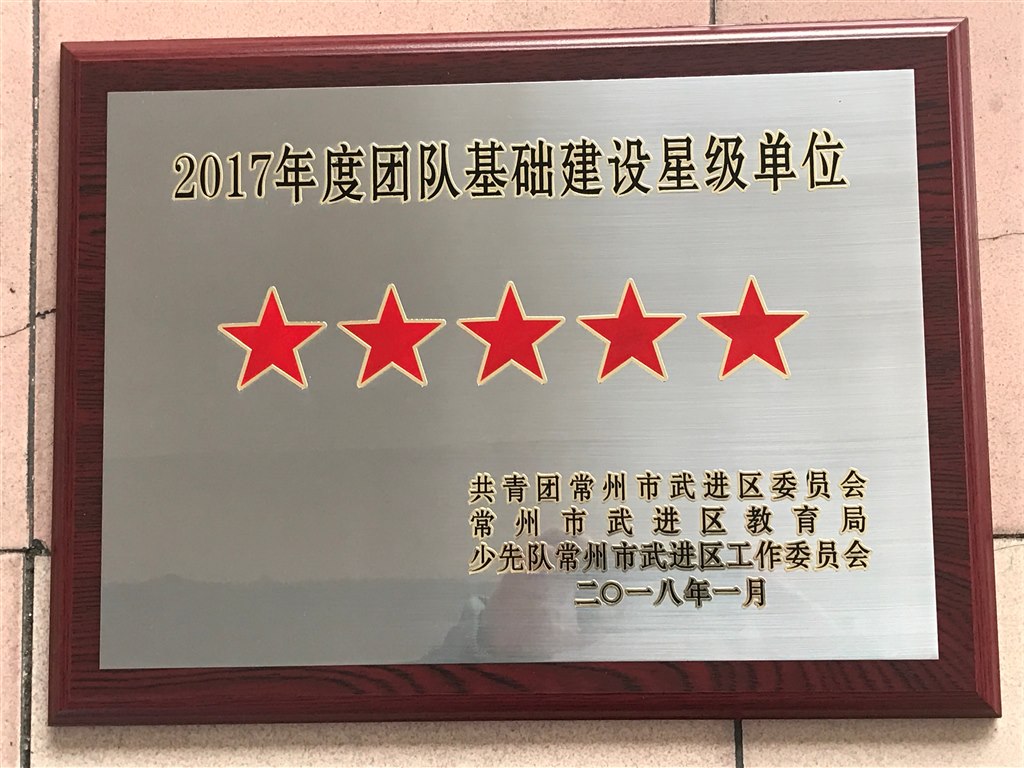 2017年度团队基础建设星级单位
共青团常州市武进区委员会
常州市武进区教育局
少先队常州市武进区工作委员会
二〇一八年一月